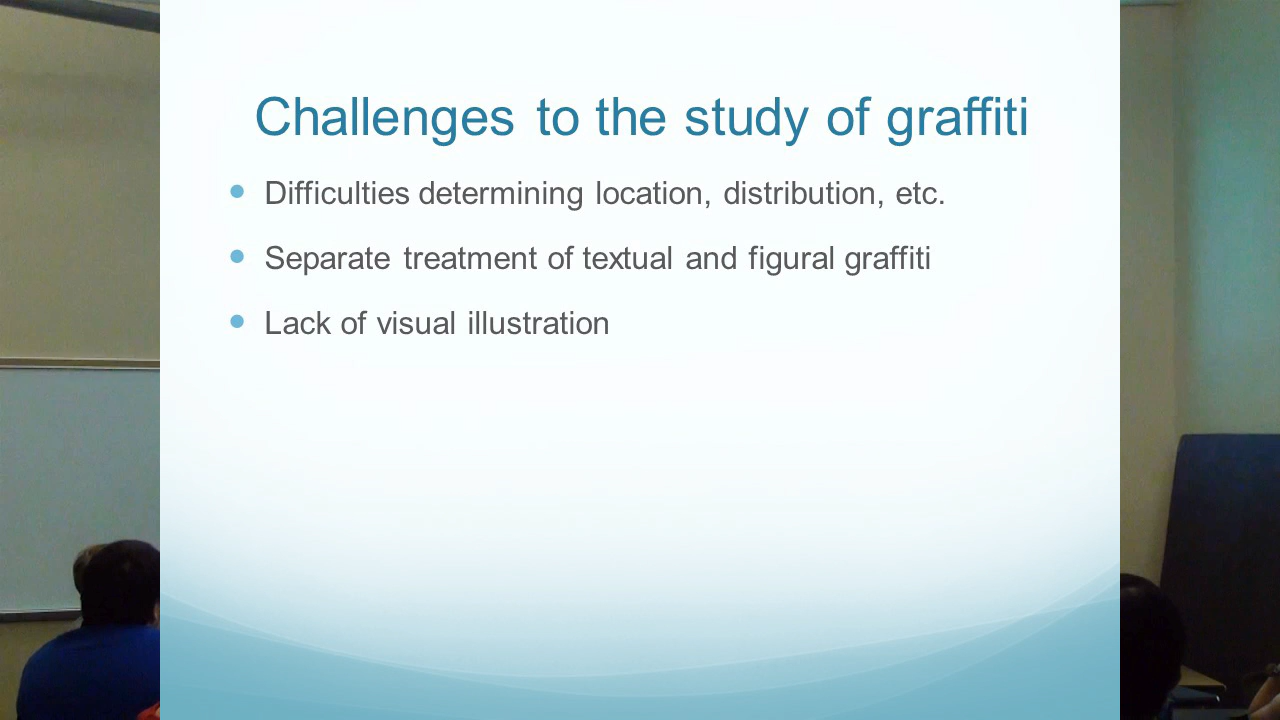 Challenges to the study of graffiti
• Difficulties determining location, distribution, etc.
• Separate treatment of textual and figural graffiti
• Lack of visual illustration